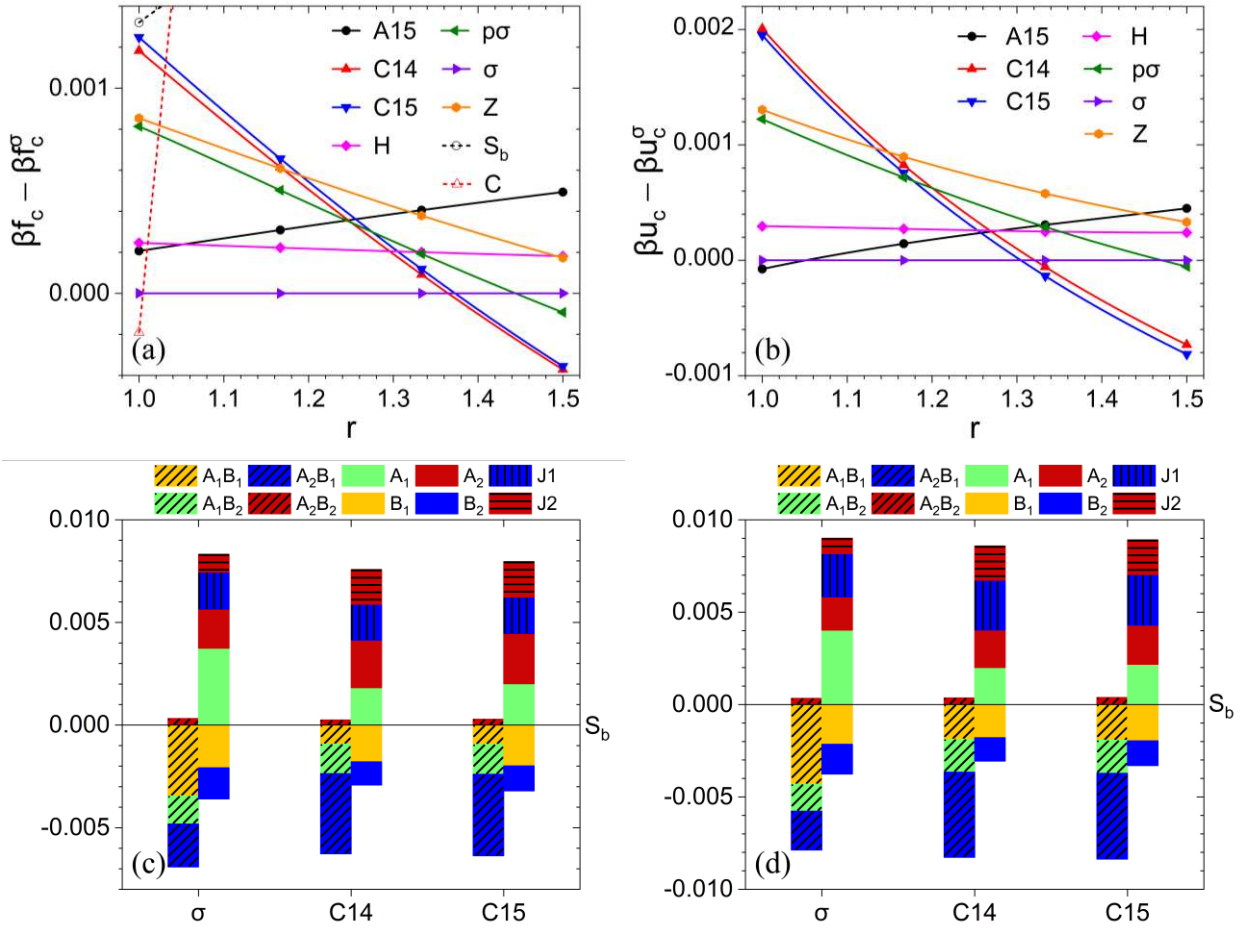 βf_c − βf_c^σ
0.001
0.000
A15
C14
C15
H
pσ
σ
Z
S_b
C
(a)
1.0 1.1 1.2 1.3 1.4 1.5
r
βu_c − βu_c^σ
0.002
0.001
0.000
-0.001
A15
C14
C15
H
pσ
σ
Z
(b)
1.0 1.1 1.2 1.3 1.4 1.5
r
A₁B₁ A₂B₁ A₁ A₂ J1
A₁B₂ A₂B₂ B₁ B₂ J2
0.010
0.005
0.000
-0.005
S_b
(c)
σ C14 C15
A₁B₁ A₂B₁ A₁ A₂ J1
A₁B₂ A₂B₂ B₁ B₂ J2
0.010
0.005
0.000
-0.005
-0.010
S_b
(d)
σ C14 C15